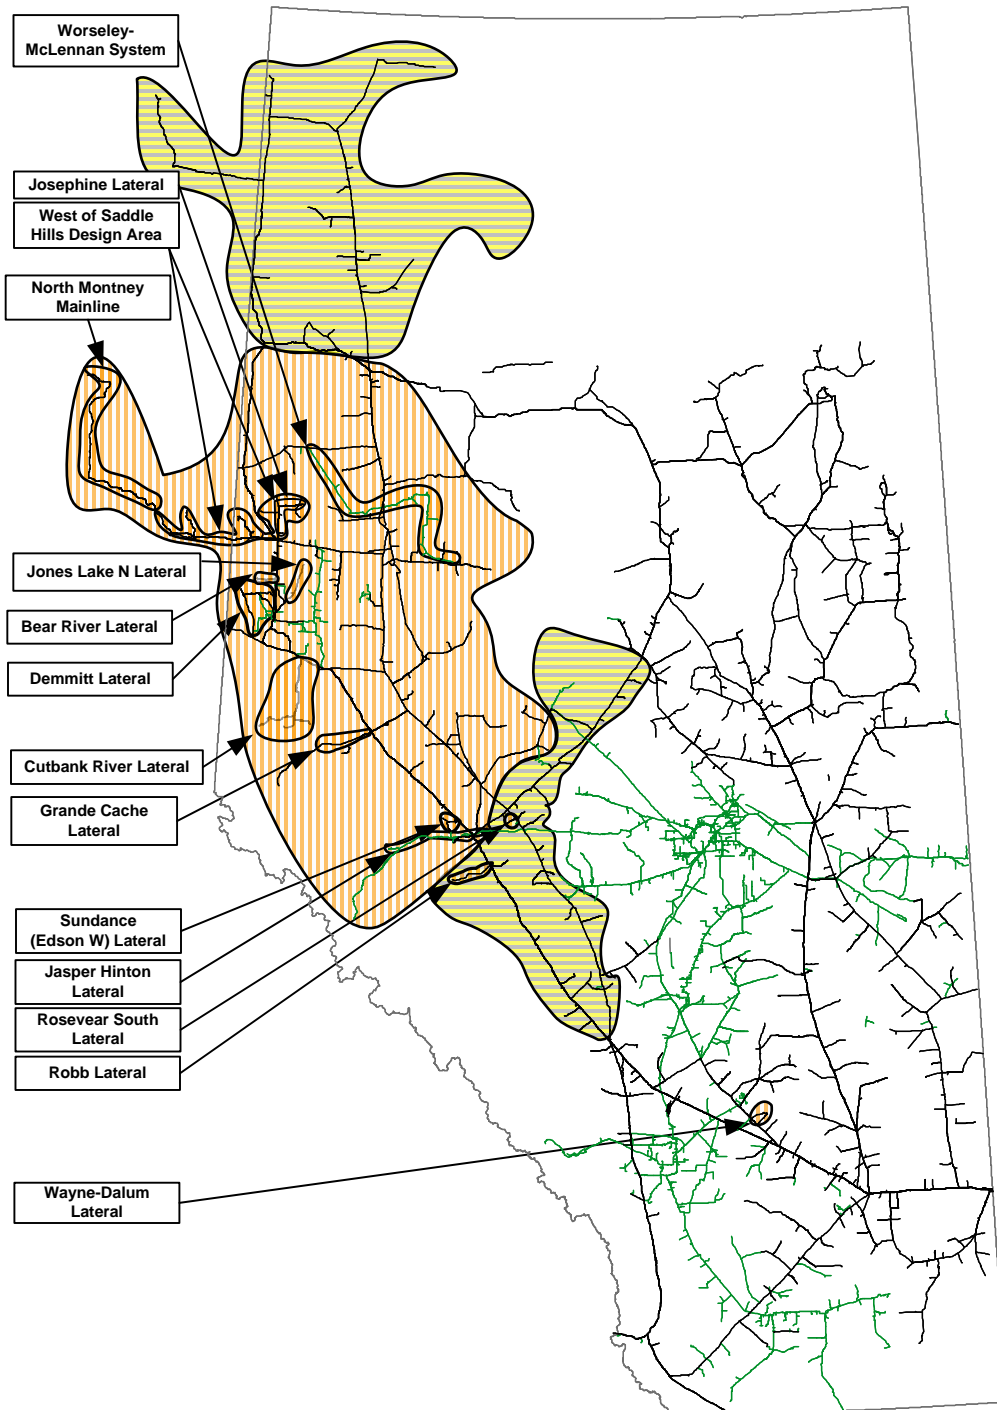 Worseley-
McLennan System
Josephine Lateral
West of Saddle
Hills Design Area
North Montney
Mainline
Jones Lake N Lateral
Bear River Lateral
Demmitt Lateral
Cutbank River Lateral
Grande Cache
Lateral
Sundance
(Edson W) Lateral
Jasper Hinton
Lateral
Rosevear South
Lateral
Robb Lateral
Wayne-Dalum
Lateral